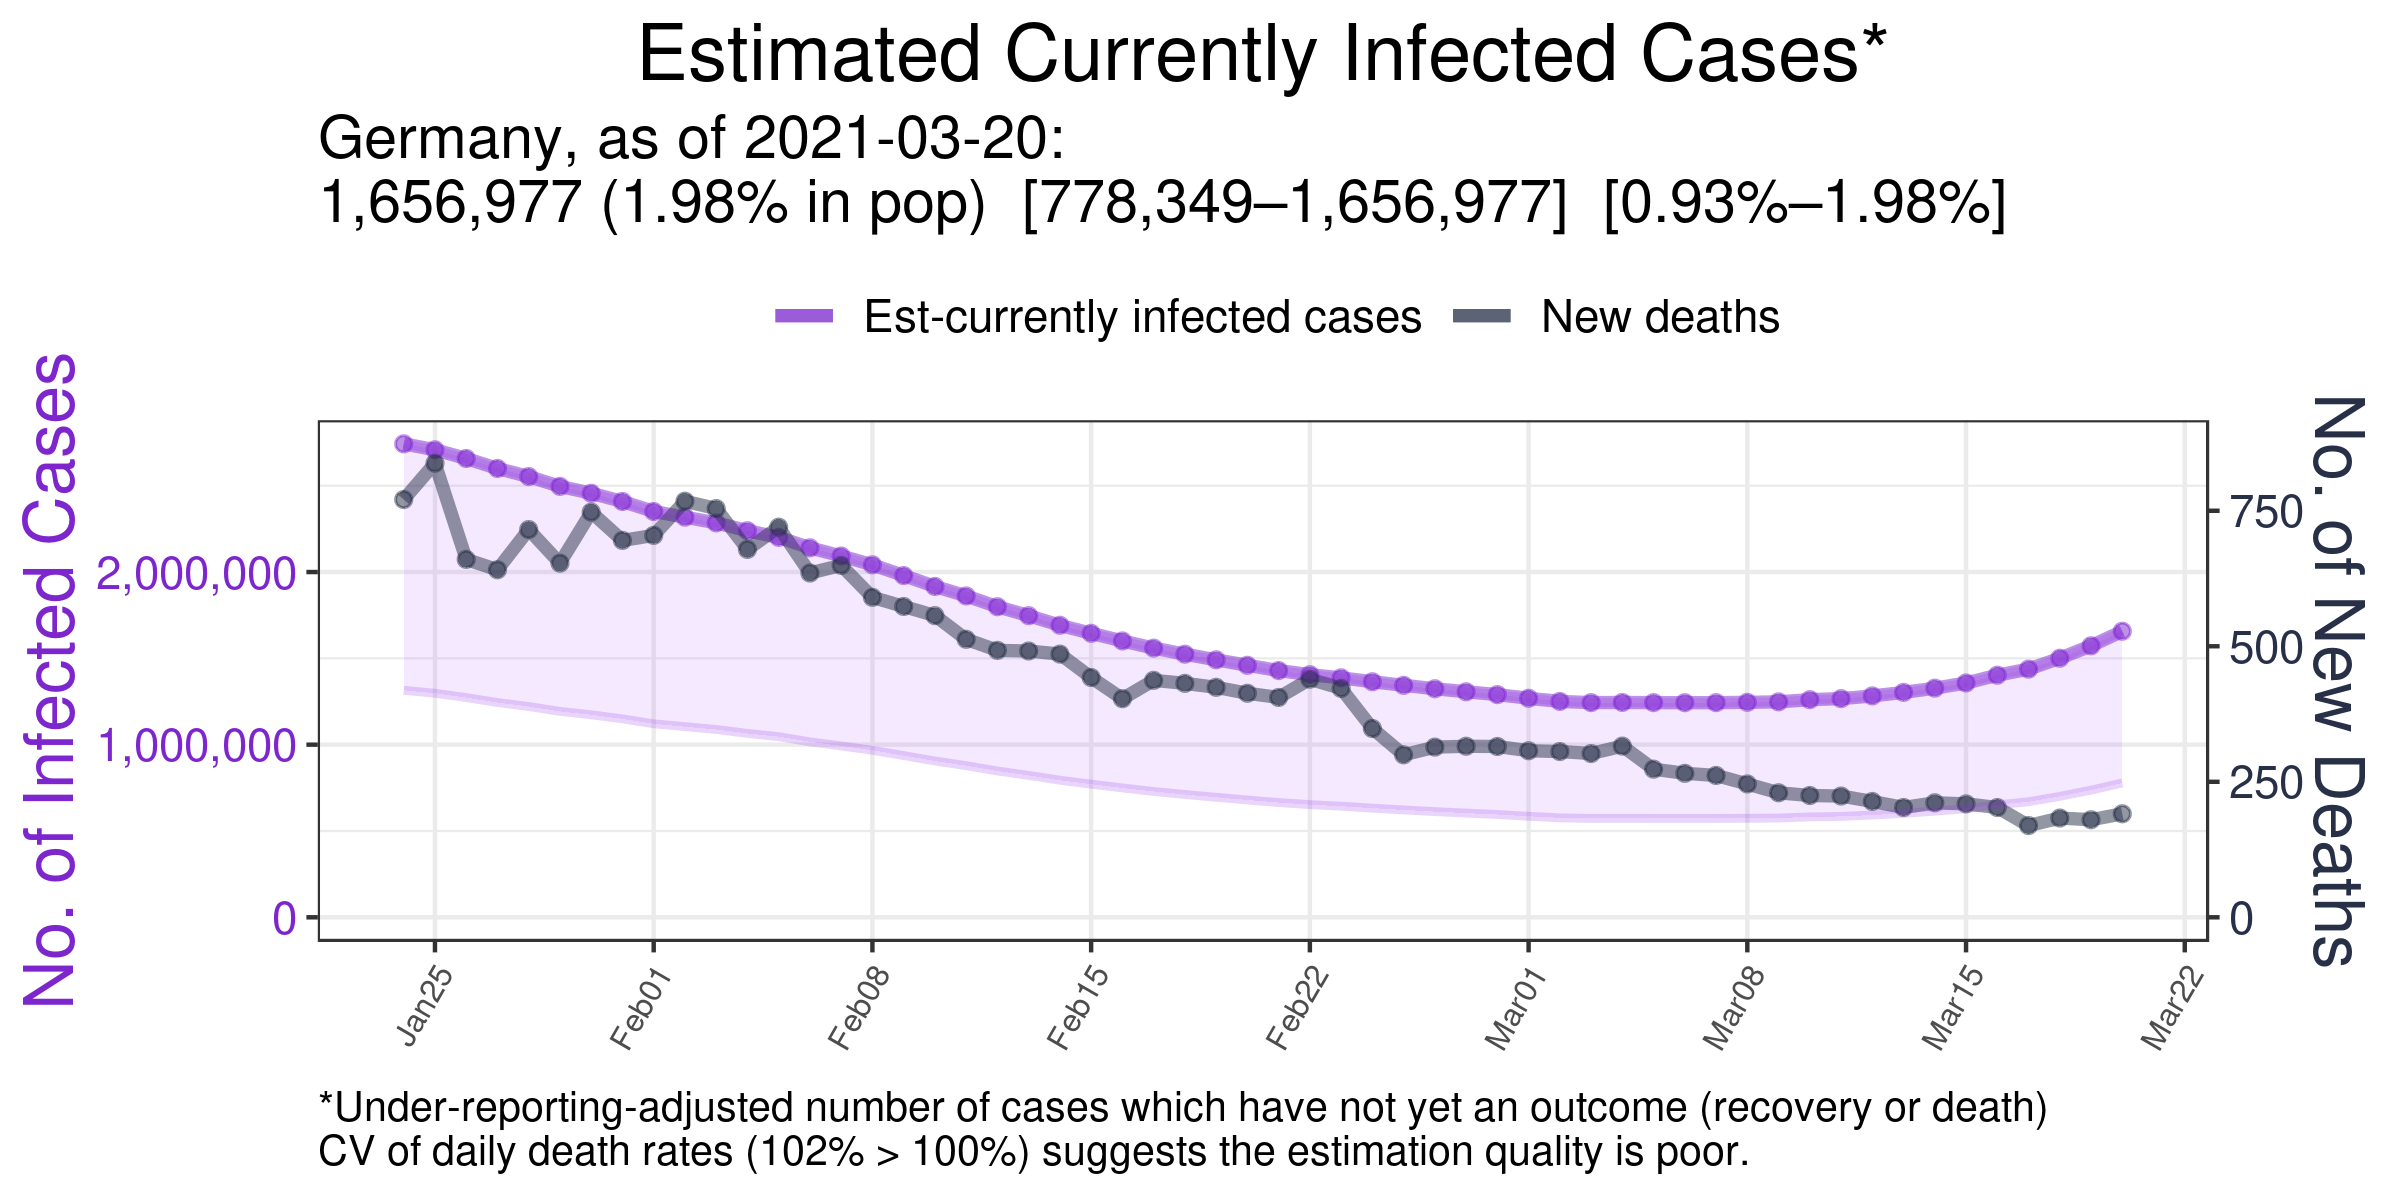 Estimated Currently Infected Cases*
Germany, as of 2021-03-20:
1,656,977 (1.98% in pop)  [778,349–1,656,977]  [0.93%–1.98%]
Est-currently infected cases
New deaths
No. of Infected Cases
2,000,000
1,000,000
0
No. of New Deaths
750
500
250
0
Jan25
Feb01
Feb08
Feb15
Feb22
Mar01
Mar08
Mar15
Mar22
*Under-reporting-adjusted number of cases which have not yet an outcome (recovery or death)
CV of daily death rates (102% > 100%) suggests the estimation quality is poor.